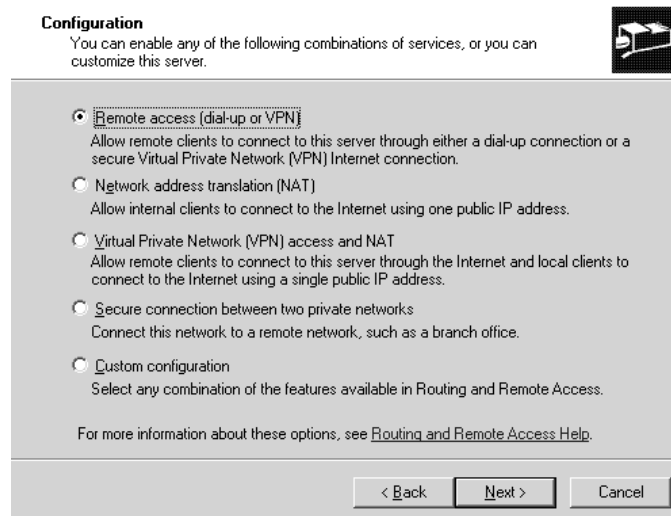 Configuration
You can enable any of the following combinations of services, or you can
customize this server.
Remote access (dial-up or VPN)
Allow remote clients to connect to this server through either a dial-up connection or a
secure Virtual Private Network (VPN) Internet connection.
Network address translation (NAT)
Allow internal clients to connect to the Internet using one public IP address.
Virtual Private Network (VPN) access and NAT
Allow remote clients to connect to this server through the Internet and local clients to
connect to the Internet using a single public IP address.
Secure connection between two private networks
Connect this network to a remote network, such as a branch office.
Custom configuration
Select any combination of the features available in Routing and Remote Access.
For more information about these options, see Routing and Remote Access Help.
< Back
Next >
Cancel